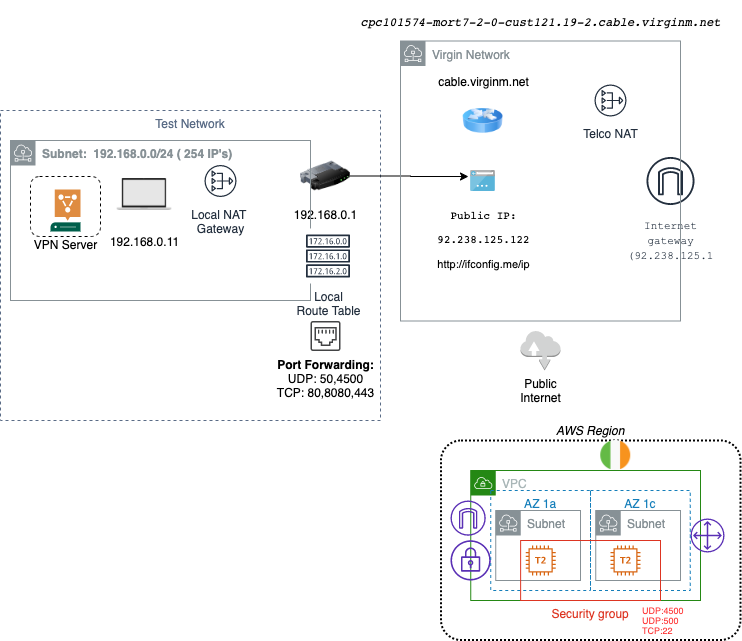 cpc101574-mort7-2-0-cust121.19-2.cable.virginm.net
Virgin Network
cable.virginm.net
Telco NAT
Public IP:
92.238.125.122
http://ifconfig.me/ip
Internet
gateway
(92.238.125.1
Test Network
Subnet: 192.168.0.0/24 ( 254 IP's)
VPN Server
192.168.0.11
Local NAT
Gateway
192.168.0.1
172.16.0.0
172.16.1.0
172.16.2.0
Local
Route Table
Port Forwarding:
UDP: 50,4500
TCP: 80,8080,443
Public
Internet
AWS Region
VPC
AZ 1a
AZ 1c
Subnet
Subnet
T2
T2
Security group
UDP:4500
UDP:500
TCP:22